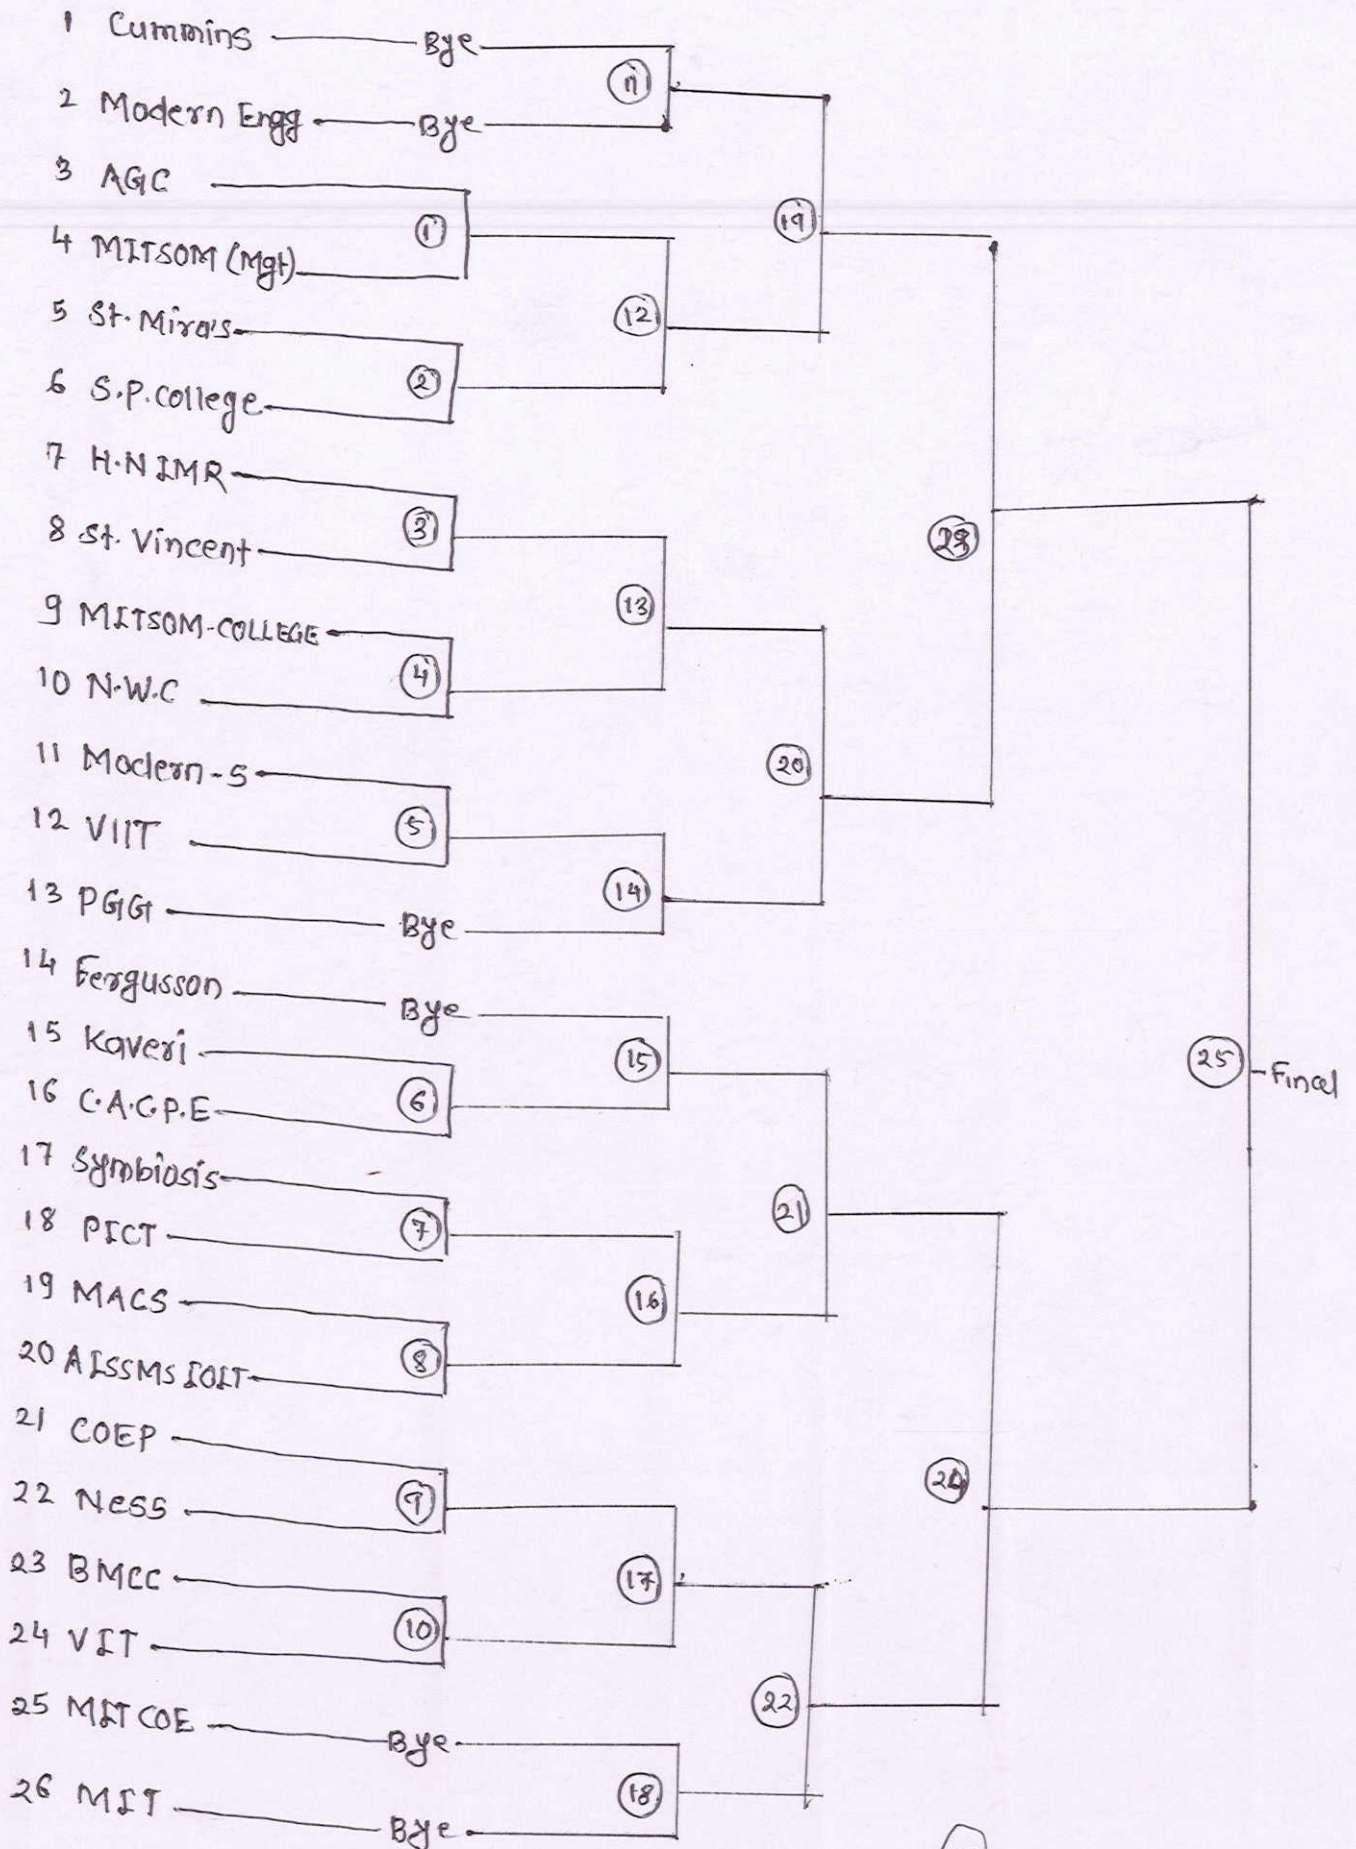 1 Cummins Bye
11
2 Modern Engg Bye
3 AGC
1
19
4 MITSOM (Mgt)
5 St. Mira's
12
6 S.P. college
2
7 H.N IMR
3
8 St. Vincent
23
9 MITSOM-COLLEGE
13
10 N.W.C
4
11 Modern-S
20
12 VIIT
5
13 PGG Bye
14
14 Fergusson Bye
15 Kaveri
15
25 Final
16 C.A.C.P.E
6
17 Symbiosis
21
18 PICT
7
19 MACS
16
20 AISSMS IOIT
8
21 COEP
24
22 Ness
9
23 BMCC
17
24 VIT
10
25 MIT COE Bye
22
26 MIT Bye
18